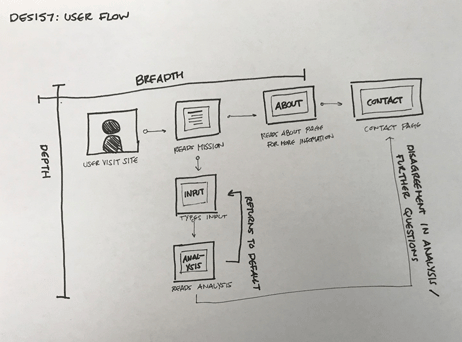 DES157: USER FLOW
BREADTH
DEPTH
USER VISIT SITE
READS MISSION
ABOUT
READS ABOUT PAGE
FOR MORE INFORMATION
CONTACT
CONTACT PAGE
INPUT
TYPES INPUT
ANAL-
YSIS
READS ANALYSIS
RETURNS TO DEFAULT
DISAGREEMENT IN ANALYSIS /
FURTHER
QUESTIONS